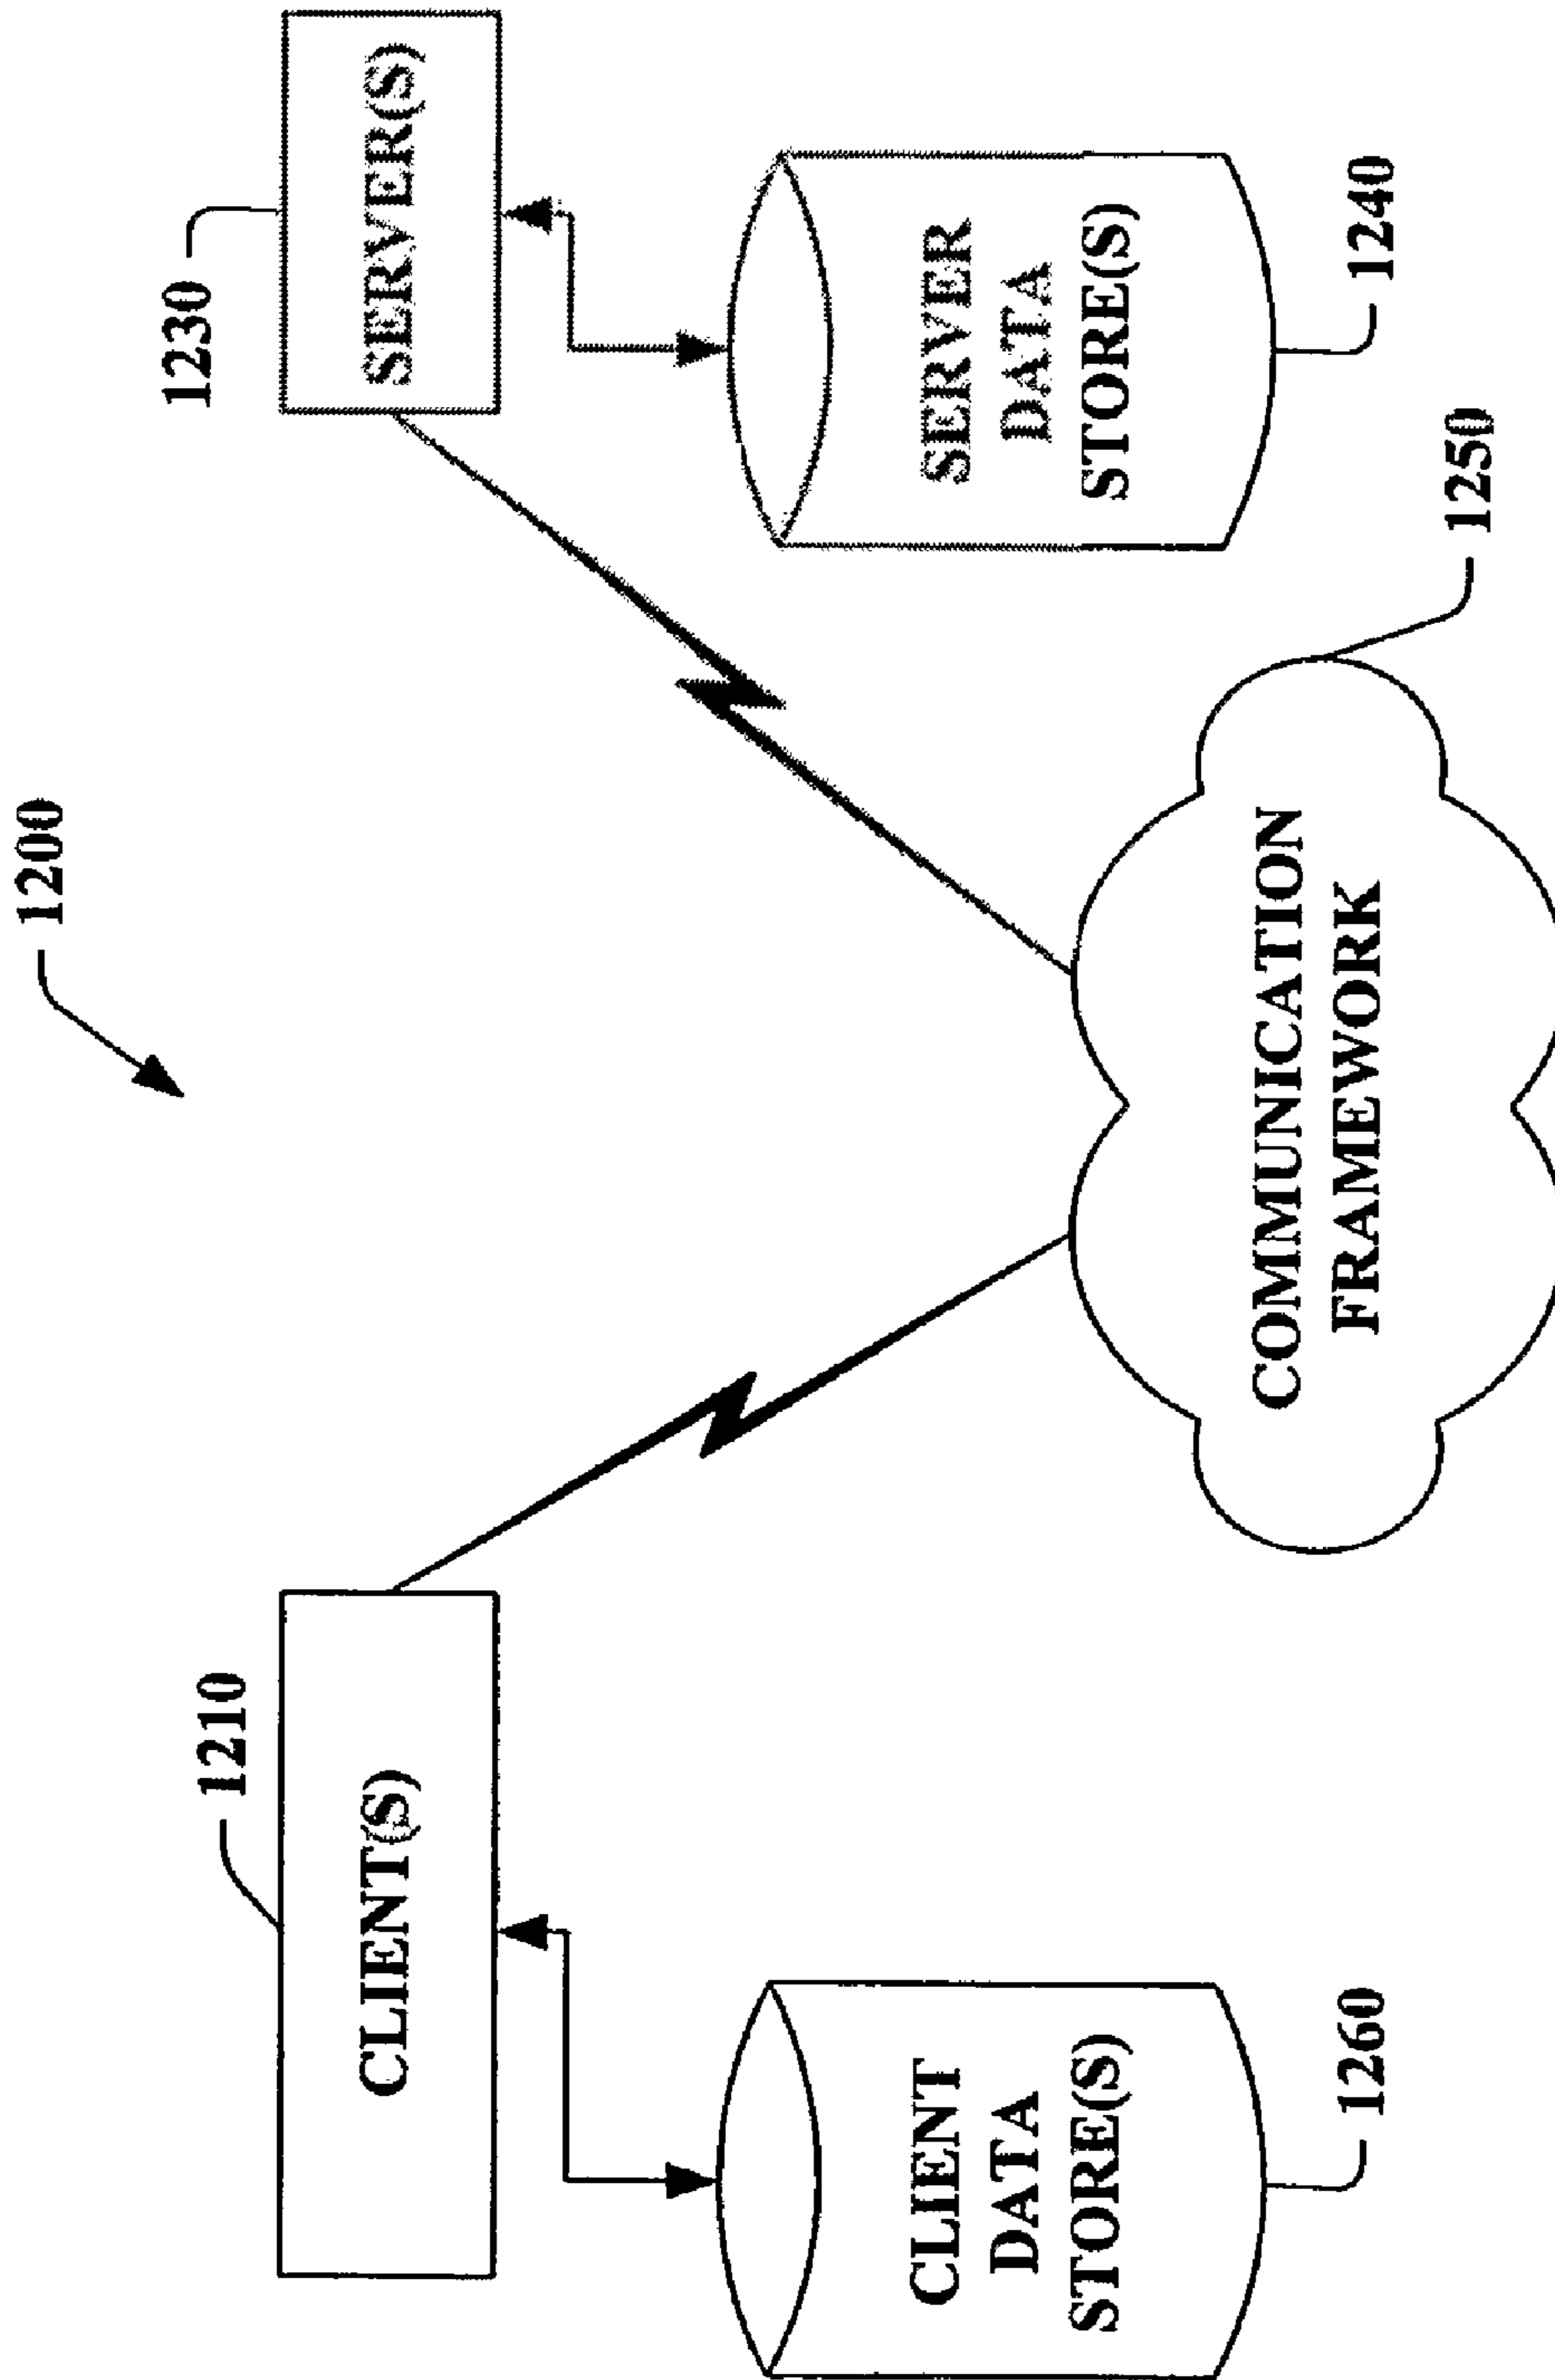 1200
1210
1230
CLIENT(S)
SERVER(S)
CLIENT
DATA
STORE(S)
SERVER
DATA
STORE(S)
COMMUNICATION
FRAMEWORK
1260
1240
1250